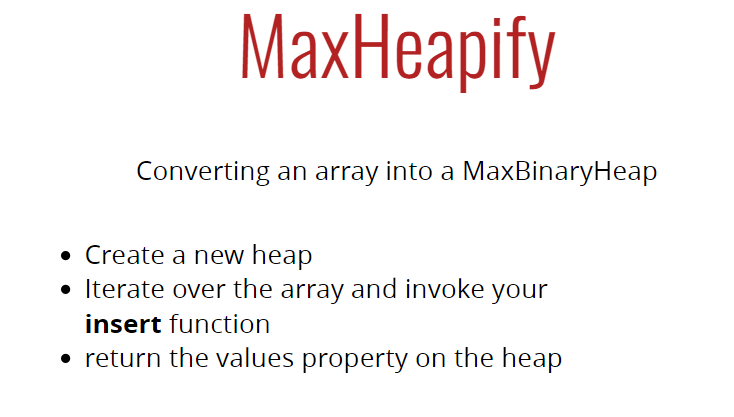 MaxHeapify
Converting an array into a MaxBinaryHeap
• Create a new heap
• Iterate over the array and invoke your
insert function
• return the values property on the heap